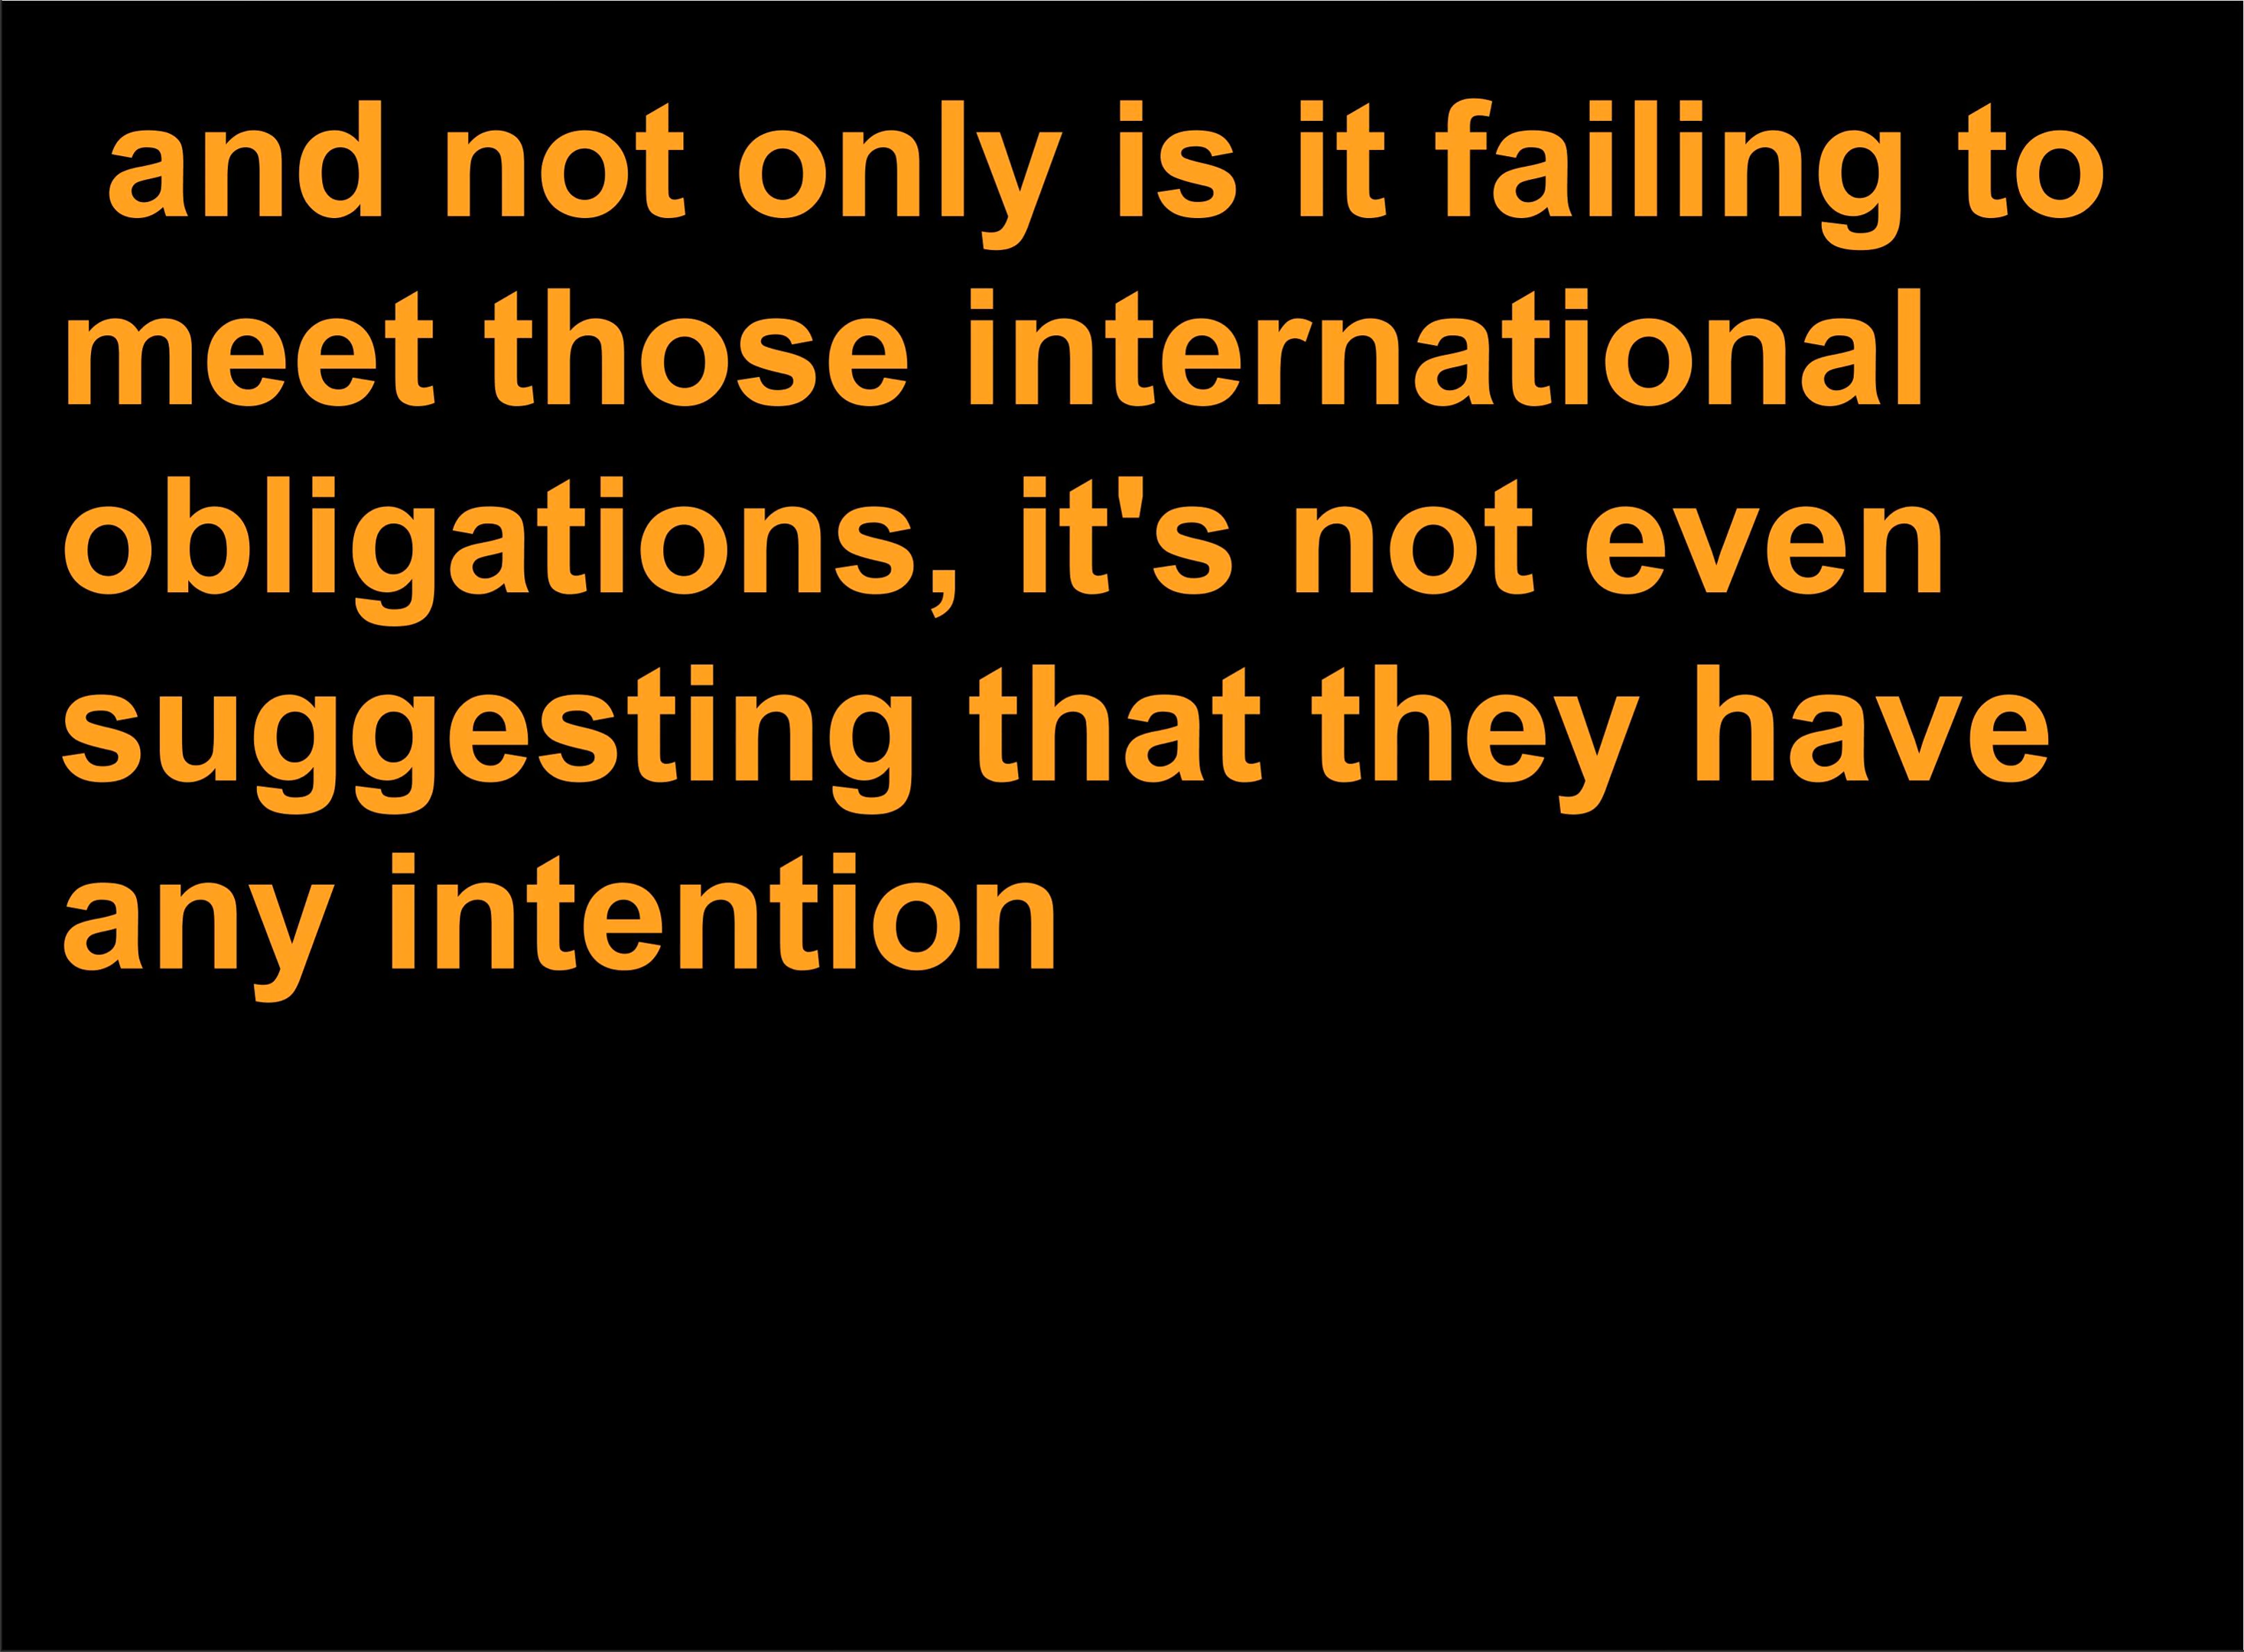 and not only is it failing to
meet those international
obligations, it's not even
suggesting that they have
any intention